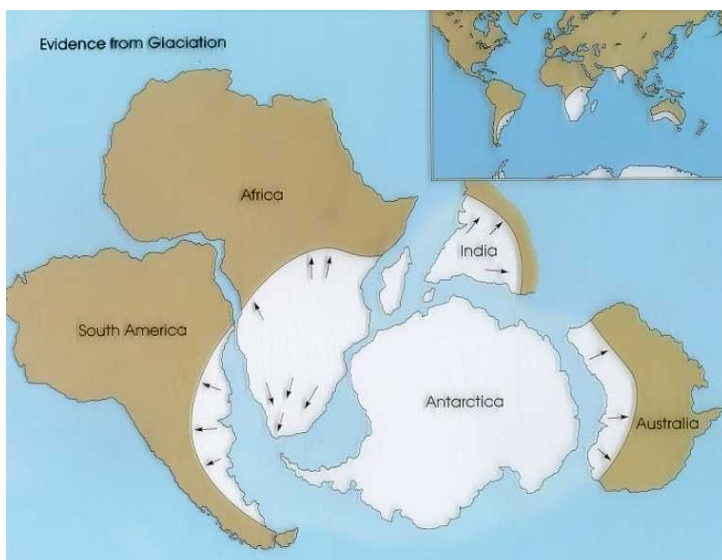 Evidence from Glaciation
Africa
India
South America
Antarctica
Australia